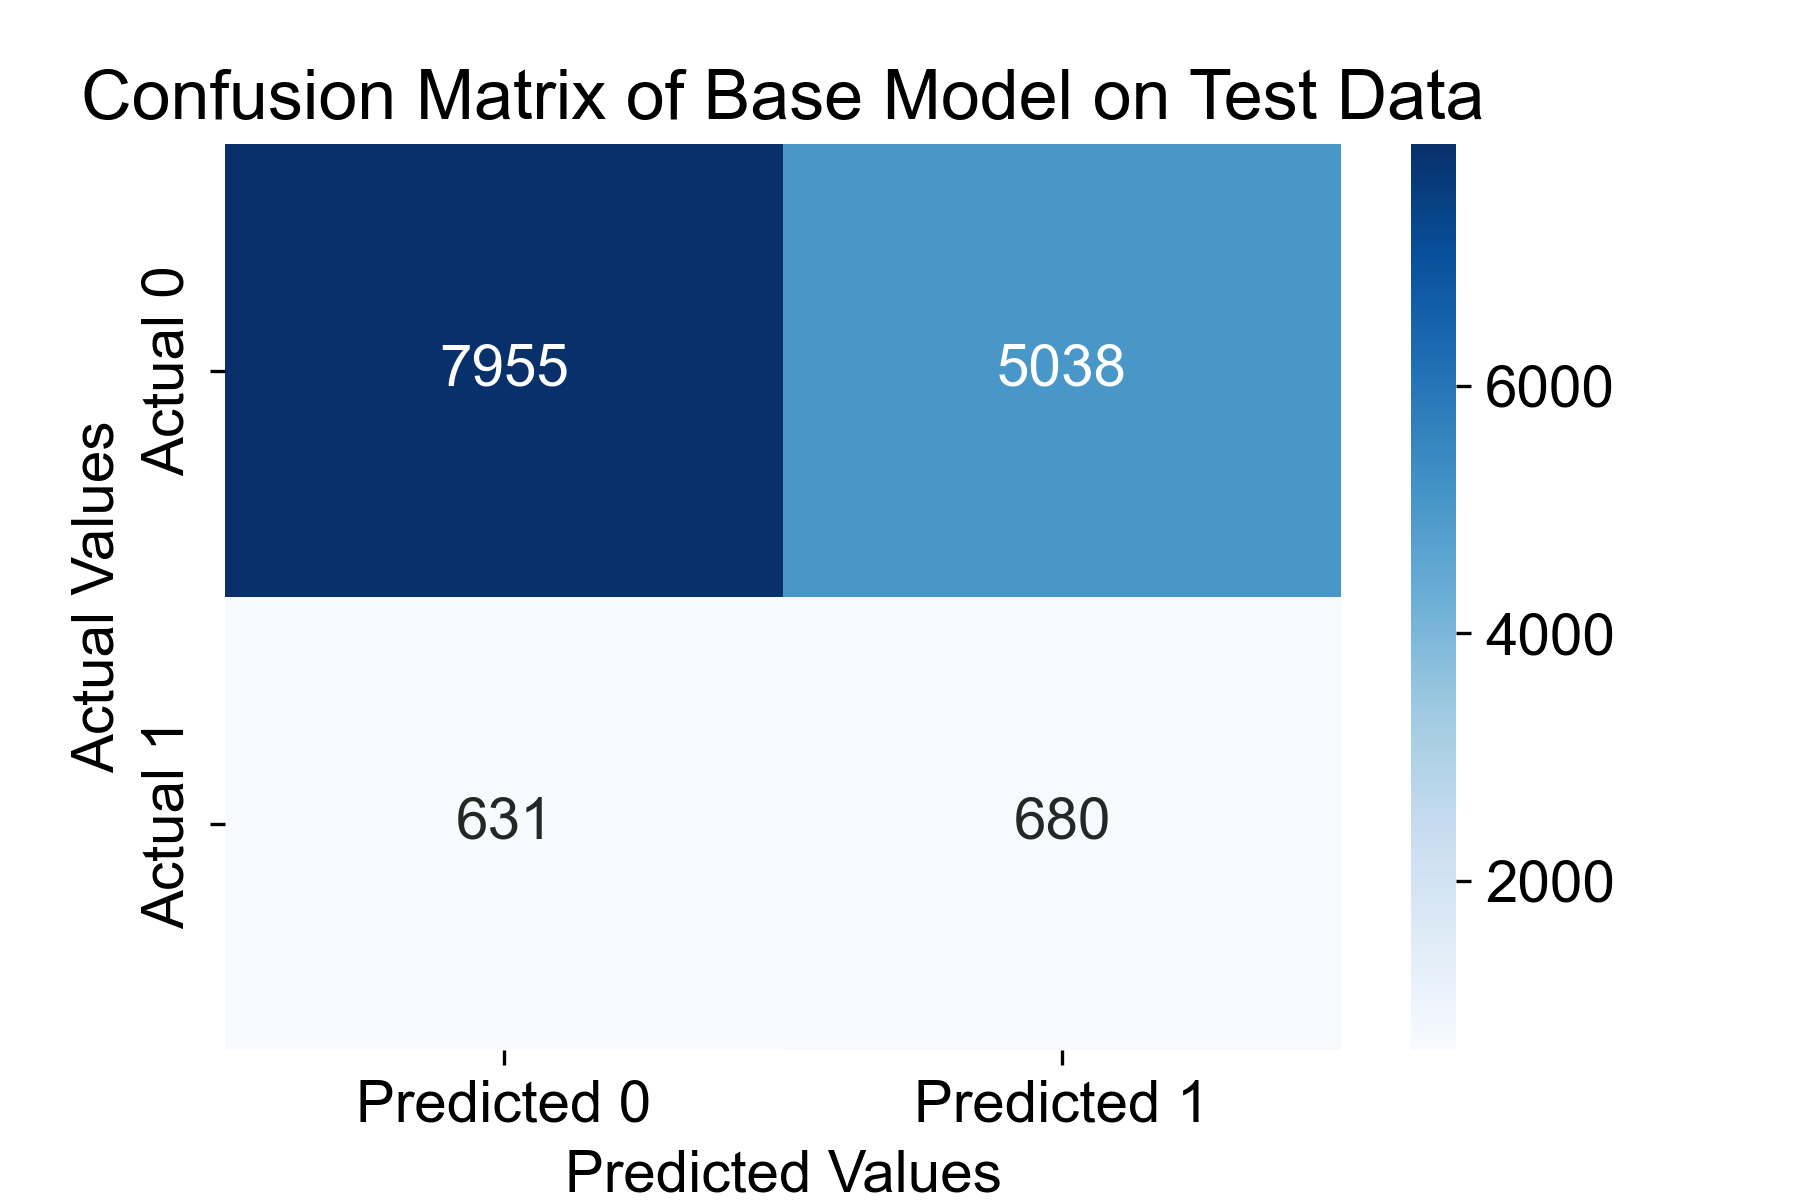 Confusion Matrix of Base Model on Test Data
Actual Values
Actual 0
7955 5038
Actual 1
631 680
Predicted 0 Predicted 1
Predicted Values
6000
4000
2000